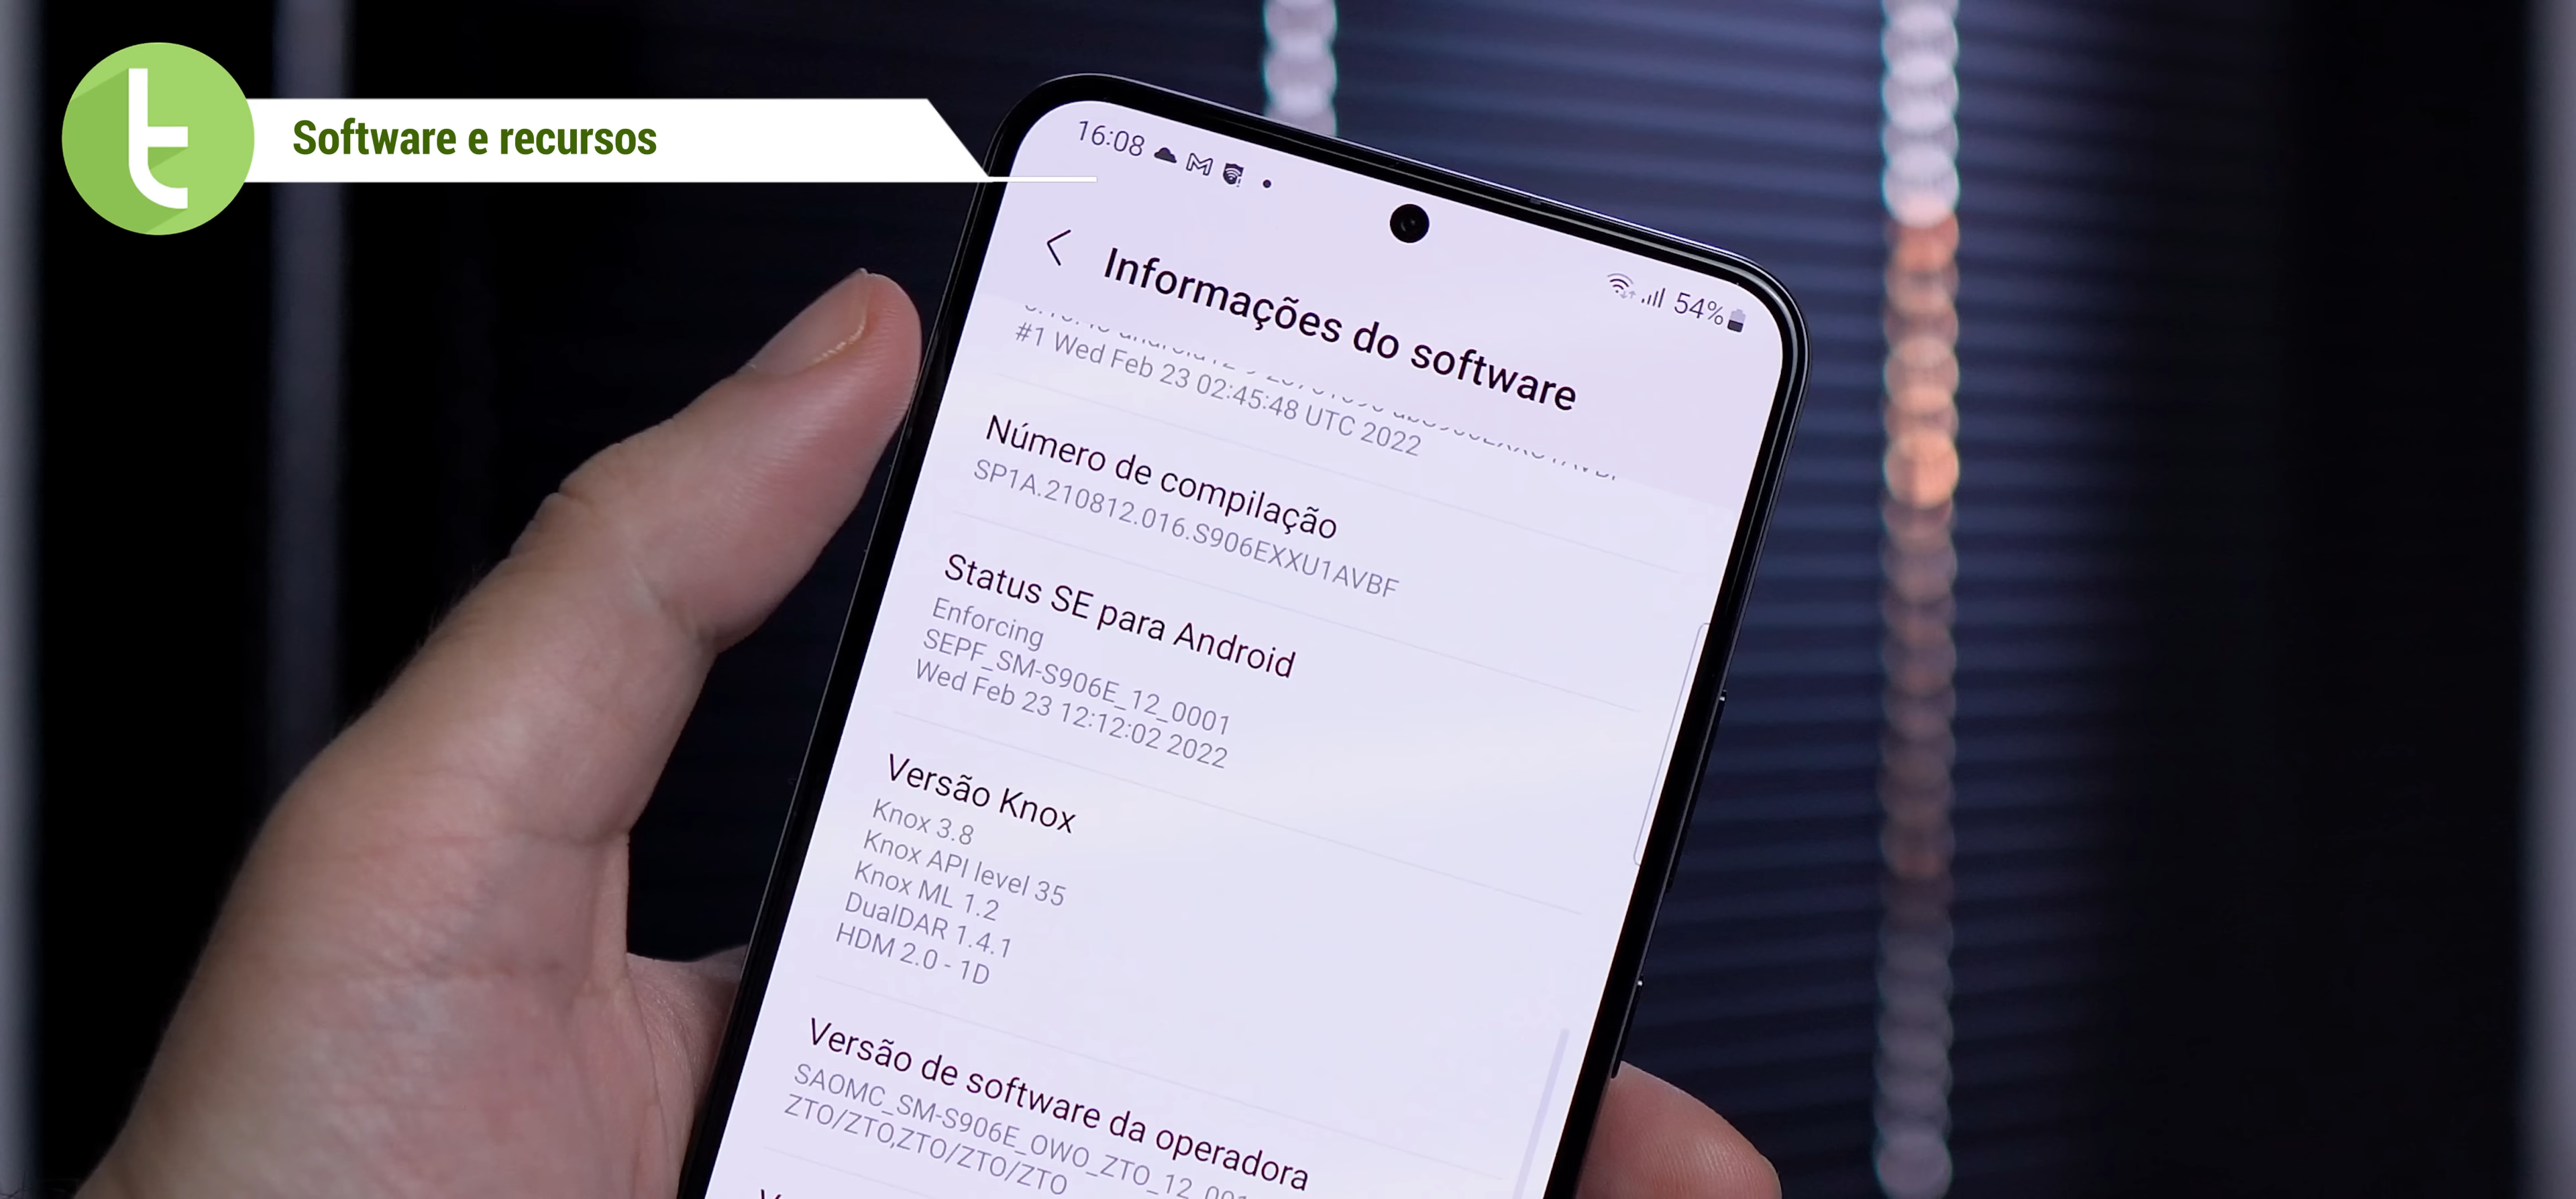 t
Software e recursos
16:08
54%
Informações do software
#1 Wed Feb 23 02:45:48 UTC 2022
Número de compilação
SP1A.210812.016.S906EXXU1AVBF
Status SE para Android
Enforcing
SEPF_SM-S906E_12_0001
Wed Feb 23 12:12:02 2022
Versão Knox
Knox 3.8
Knox API level 35
Knox ML 1.2
DualDAR 1.4.1
HDM 2.0 - 1D
Versão de software da operadora
SAOMC_SM-S906E_OWO_ZTO_12_001
ZTO/ZTO,ZTO/ZTO/ZTO